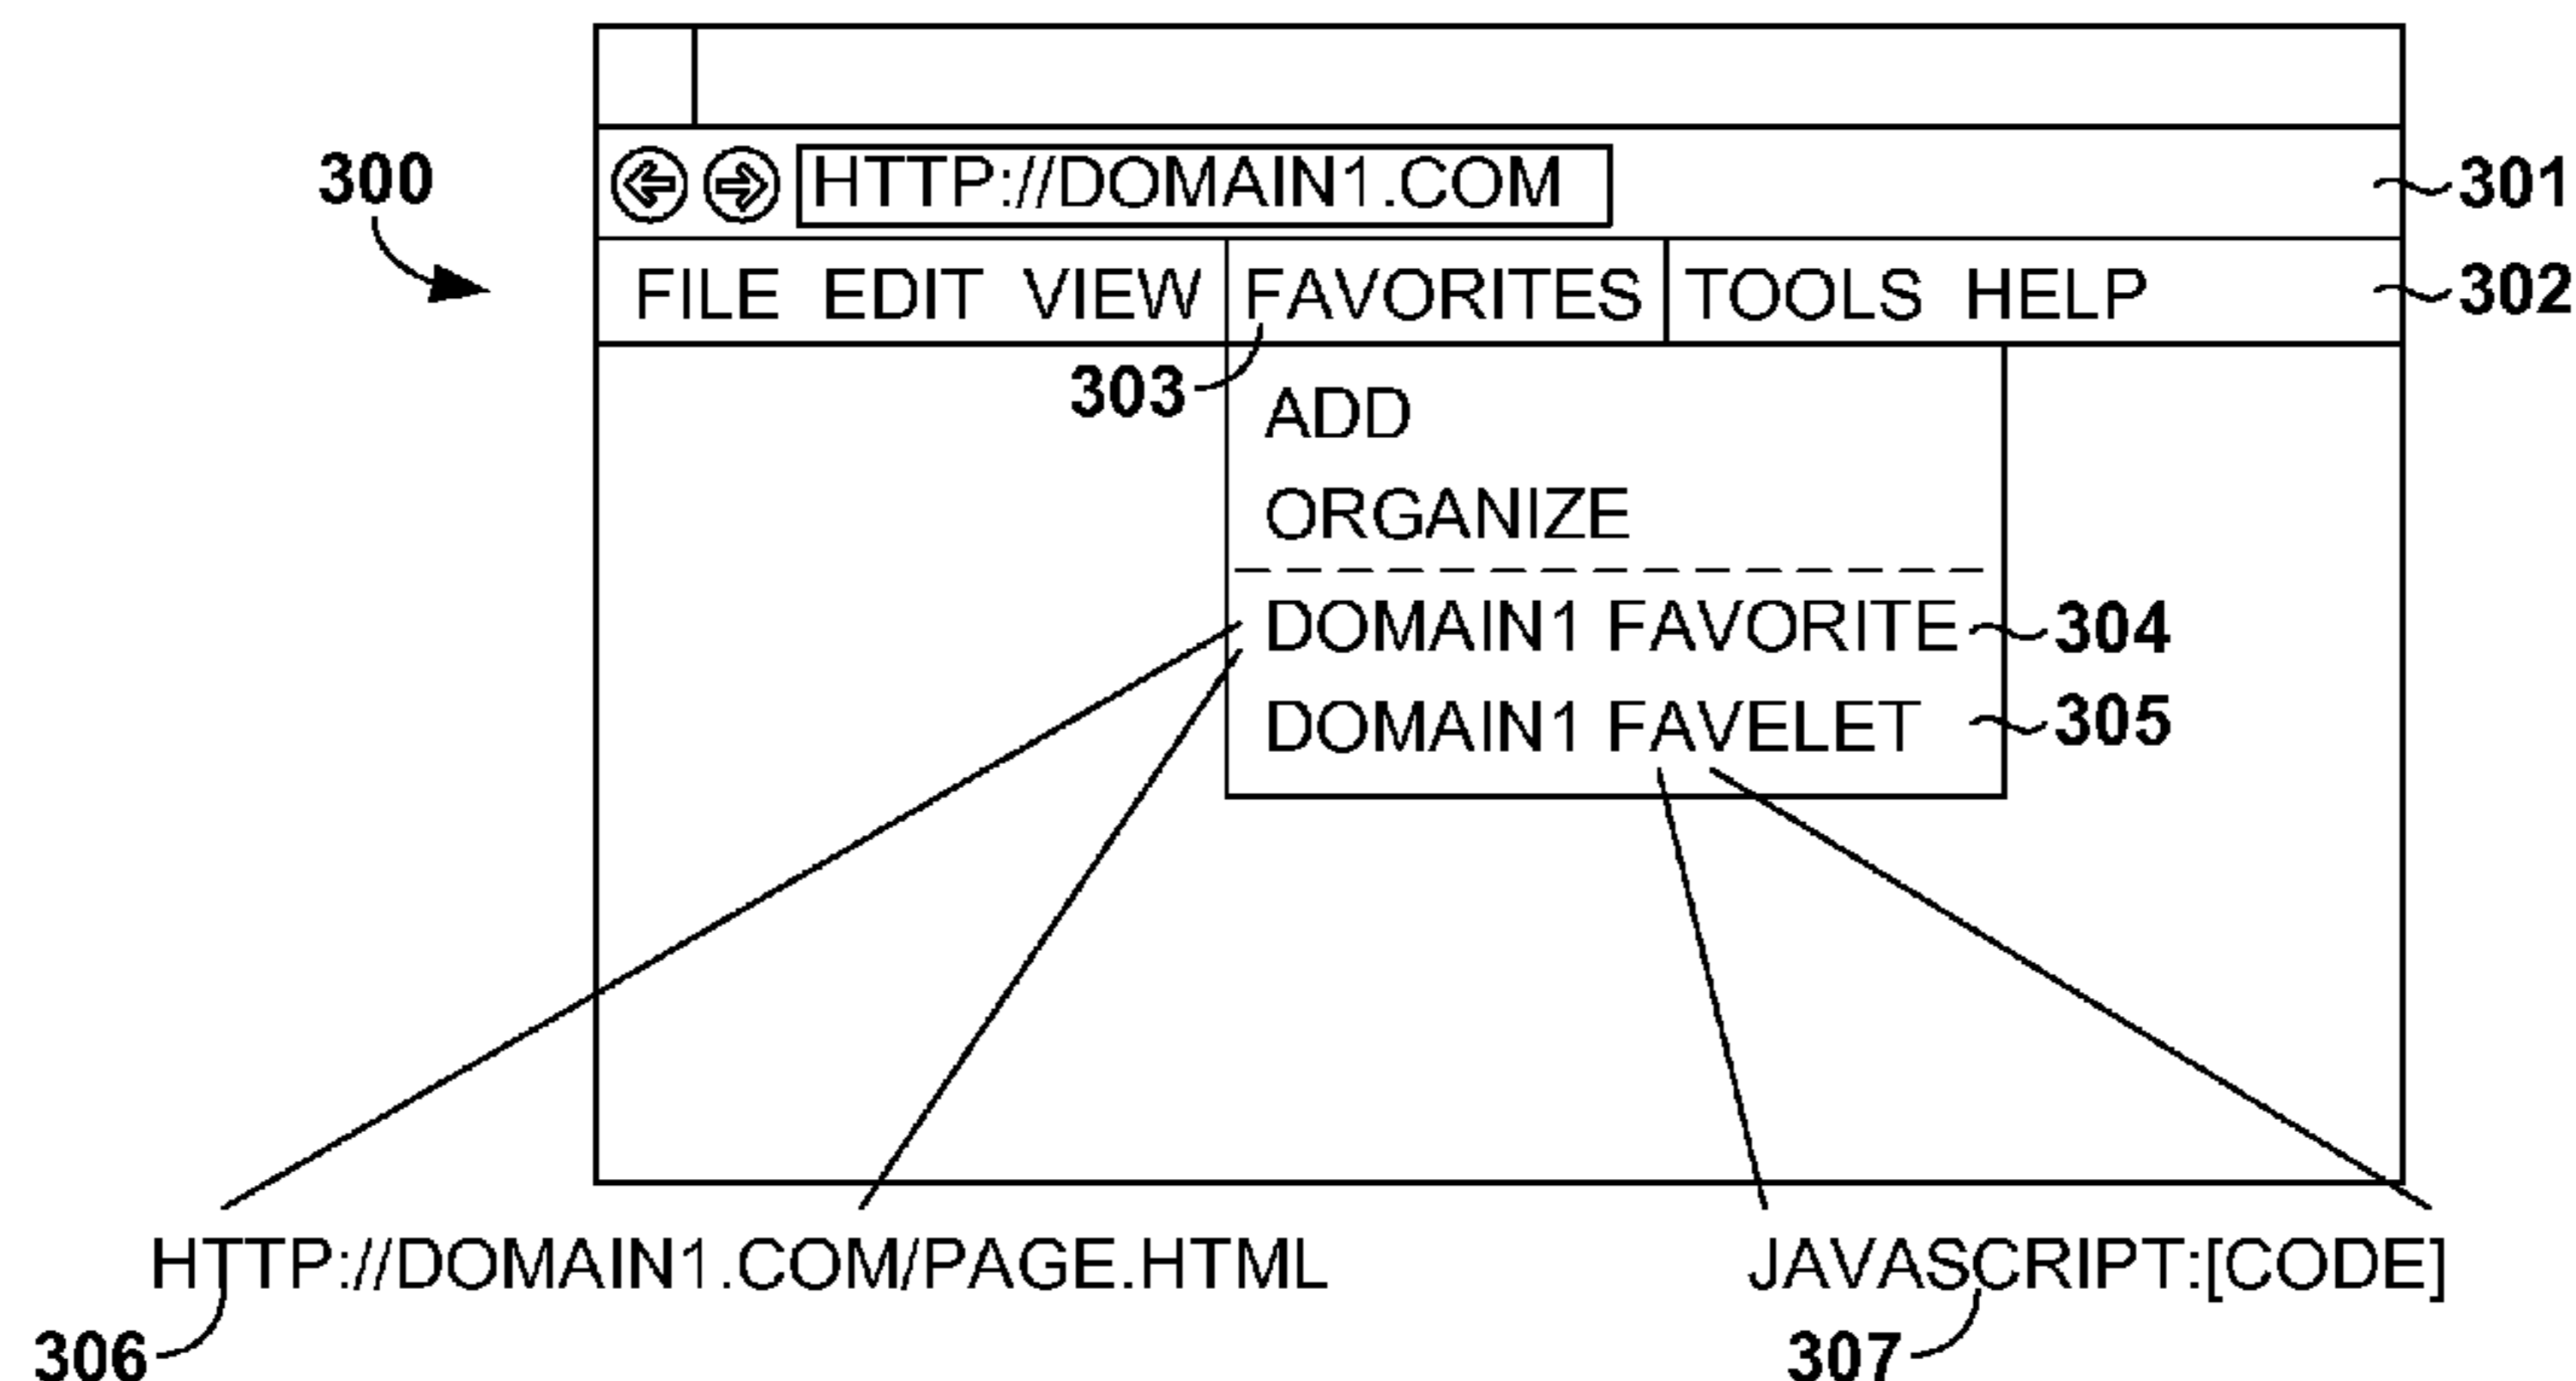 300
HTTP://DOMAIN1.COM
301
FILE EDIT VIEW FAVORITES TOOLS HELP
302
303
ADD
ORGANIZE
DOMAIN1 FAVORITE
304
DOMAIN1 FAVELET
305
HTTP://DOMAIN1.COM/PAGE.HTML
JAVASCRIPT:[CODE]
306
307